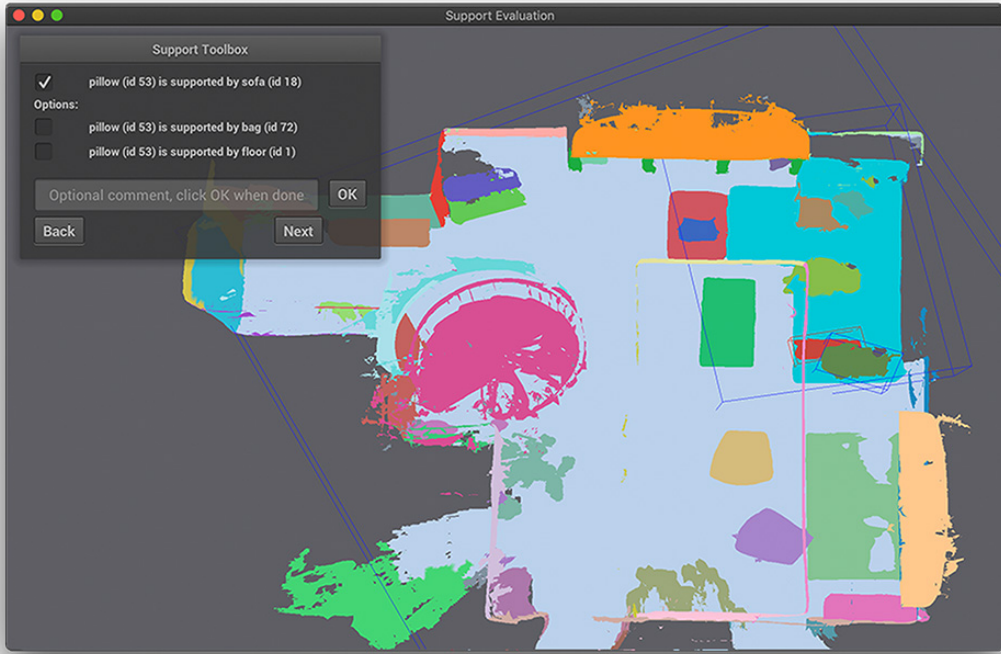 Support Evaluation
Support Toolbox
pillow (id 53) is supported by sofa (id 18)
Options:
pillow (id 53) is supported by bag (id 72)
pillow (id 53) is supported by floor (id 1)
Optional comment, click OK when done
OK
Back
Next